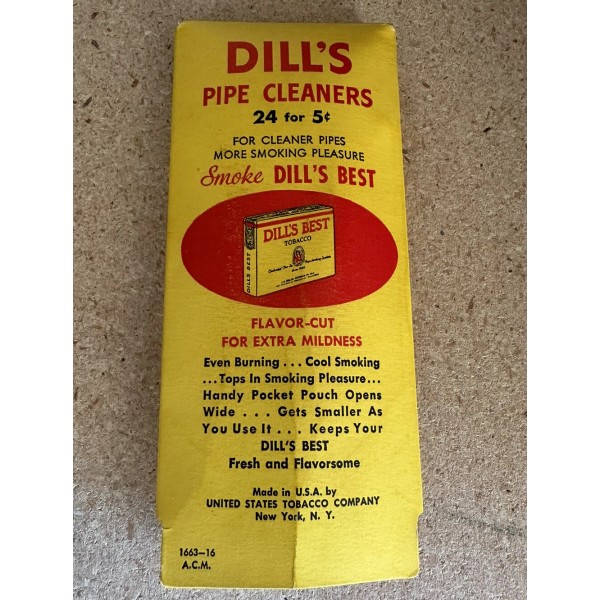 DILL'S
PIPE CLEANERS
24 for 5¢
FOR CLEANER PIPES
MORE SMOKING PLEASURE
Smoke DILL'S BEST
DILL'S BEST
DILL'S BEST
TOBACCO
FLAVOR-CUT
FOR EXTRA MILDNESS
Even Burning . . . Cool Smoking
. . . Tops In Smoking Pleasure . . .
Handy Pocket Pouch Opens
Wide . . . Gets Smaller As
You Use It . . . Keeps Your
DILL'S BEST
Fresh and Flavorsome
Made in U.S.A. by
UNITED STATES TOBACCO COMPANY
New York, N. Y.
1663—16
A.C.M.